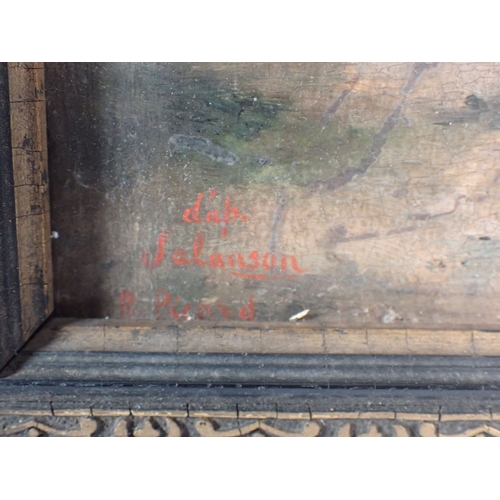 d'ap.
Jalanson
R. Picard